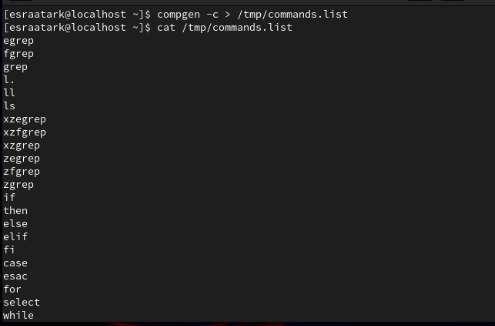 [esraatark@localhost ~]$ compgen -c > /tmp/commands.list
[esraatark@localhost ~]$ cat /tmp/commands.list
egrep
fgrep
grep
l.
ll
ls
xzegrep
xzfgrep
xzgrep
zegrep
zfgrep
zgrep
if
then
else
elif
fi
case
esac
for
select
while